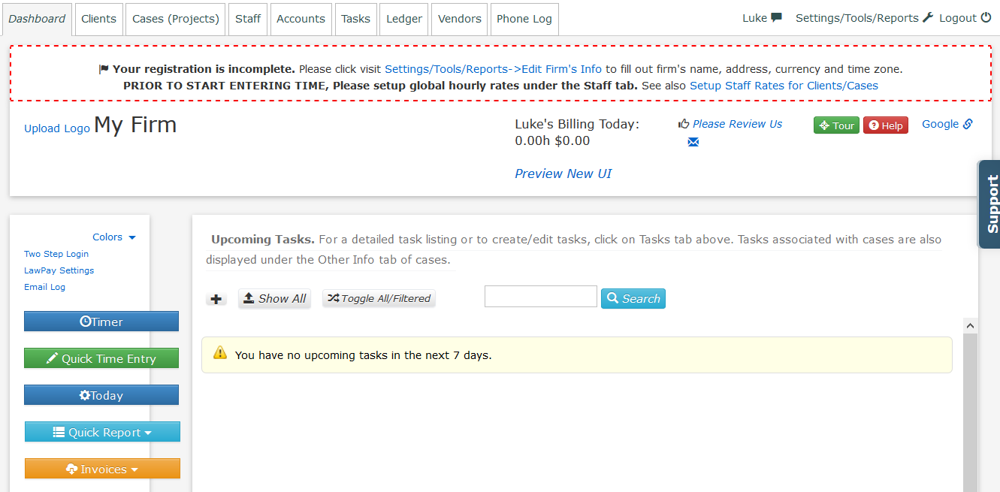 Dashboard Clients Cases (Projects) Staff Accounts Tasks Ledger Vendors Phone Log Luke Settings/Tools/Reports Logout
Your registration is incomplete. Please click visit Settings/Tools/Reports->Edit Firm's Info to fill out firm's name, address, currency and time zone.
PRIOR TO START ENTERING TIME, Please setup global hourly rates under the Staff tab. See also Setup Staff Rates for Clients/Cases
Upload Logo My Firm
Luke's Billing Today:
0.00h $0.00
Preview New UI
Please Review Us
Tour Help Google
Support
Colors
Two Step Login
LawPay Settings
Email Log
Timer
Quick Time Entry
Today
Quick Report
Invoices
Upcoming Tasks. For a detailed task listing or to create/edit tasks, click on Tasks tab above. Tasks associated with cases are also
displayed under the Other Info tab of cases.
Show All Toggle All/Filtered Search
You have no upcoming tasks in the next 7 days.